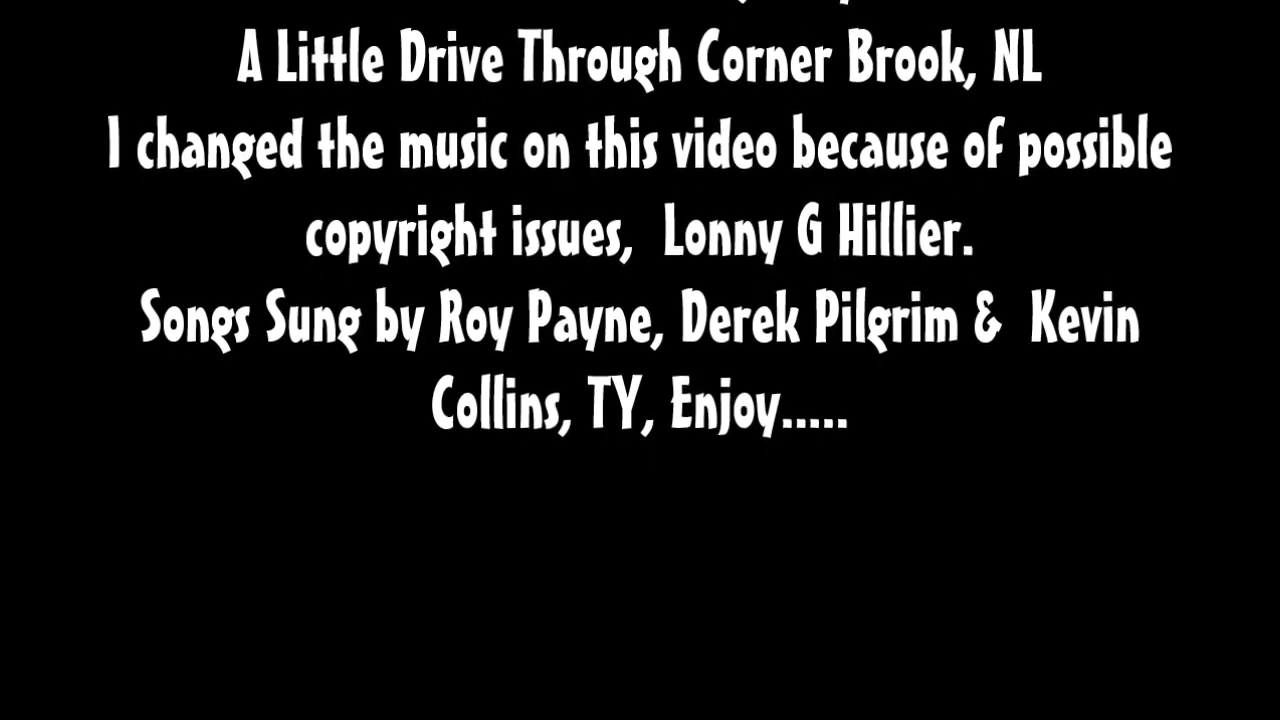 A Little Drive Through Corner Brook, NL
I changed the music on this video because of possible
copyright issues,  Lonny G Hillier.
Songs Sung by Roy Payne, Derek Pilgrim &  Kevin
Collins, TY, Enjoy.....